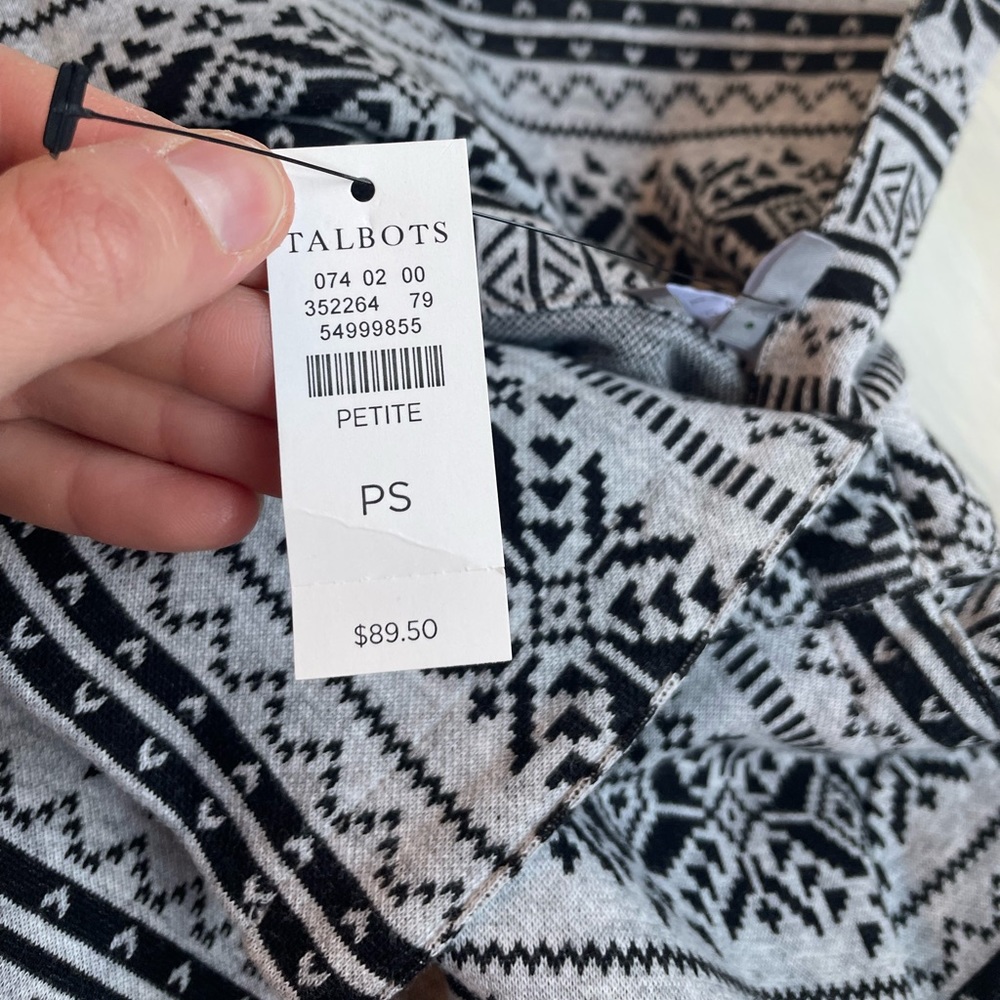 TALBOTS
074 02 00
352264 79
54999855
PETITE
PS
$89.50